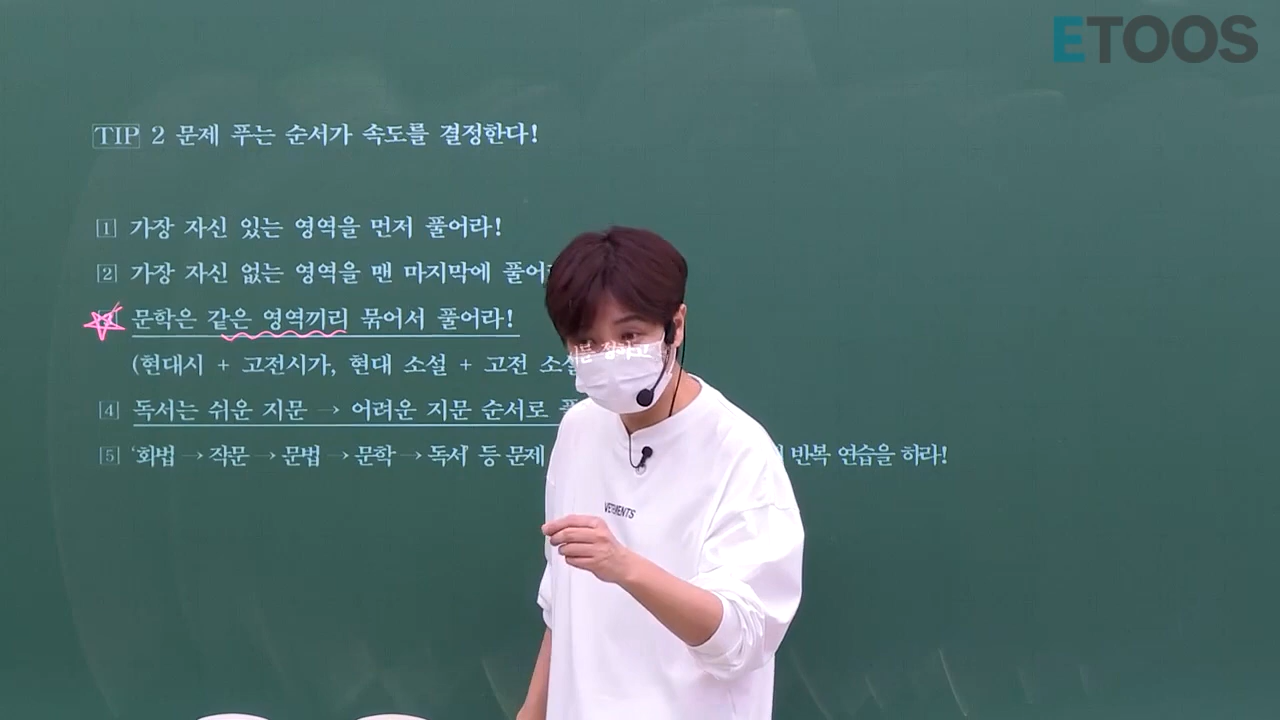 ETOOS
TIP 2 문제 푸는 순서가 속도를 결정한다!
1 가장 자신 있는 영역을 먼저 풀어라!
2 가장 자신 없는 영역을 맨 마지막에
문학은 같은 영역끼리 묶어서 풀어라!
(현대시 + 고전시가, 현대 소설 + 고전
4 독서는 쉬운 지문 → 어려운 지문 순서로
5 '화법 → 작문 → 문법 → 문학 → 독서' 등 문제 반복 연습을 하라!
정하고
VETEMENTS